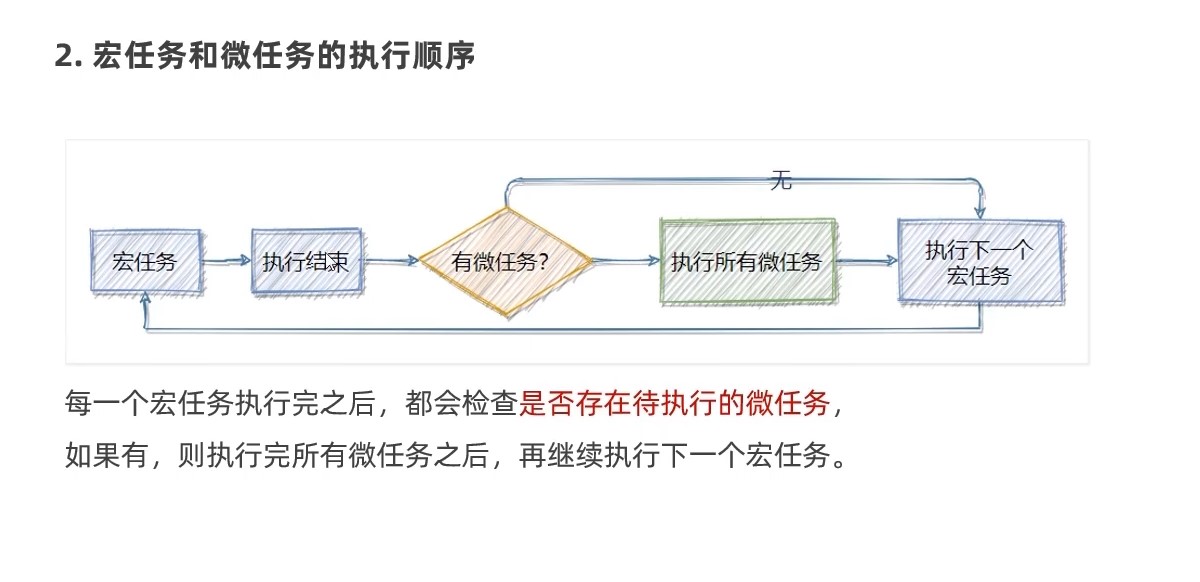 2. 宏任务和微任务的执行顺序
无
宏任务
执行结束
有微任务？
执行所有微任务
执行下一个
宏任务
每一个宏任务执行完之后，都会检查是否存在待执行的微任务，
如果有，则执行完所有微任务之后，再继续执行下一个宏任务。